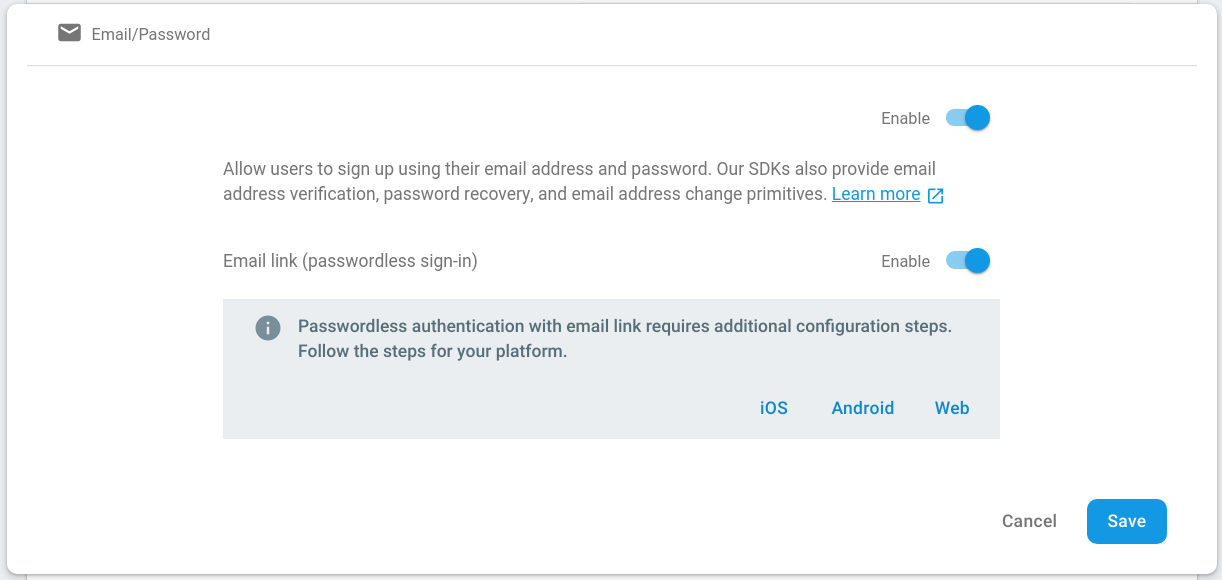 Email/Password
Enable
Allow users to sign up using their email address and password. Our SDKs also provide email
address verification, password recovery, and email address change primitives. Learn more
Email link (passwordless sign-in)
Enable
Passwordless authentication with email link requires additional configuration steps.
Follow the steps for your platform.
iOS Android Web
Cancel Save